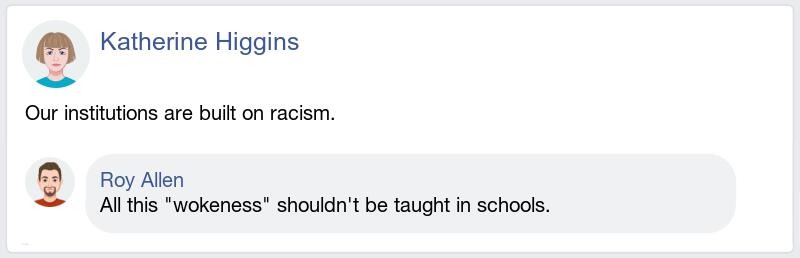 Katherine Higgins
Our institutions are built on racism.
Roy Allen
All this "wokeness" shouldn't be taught in schools.